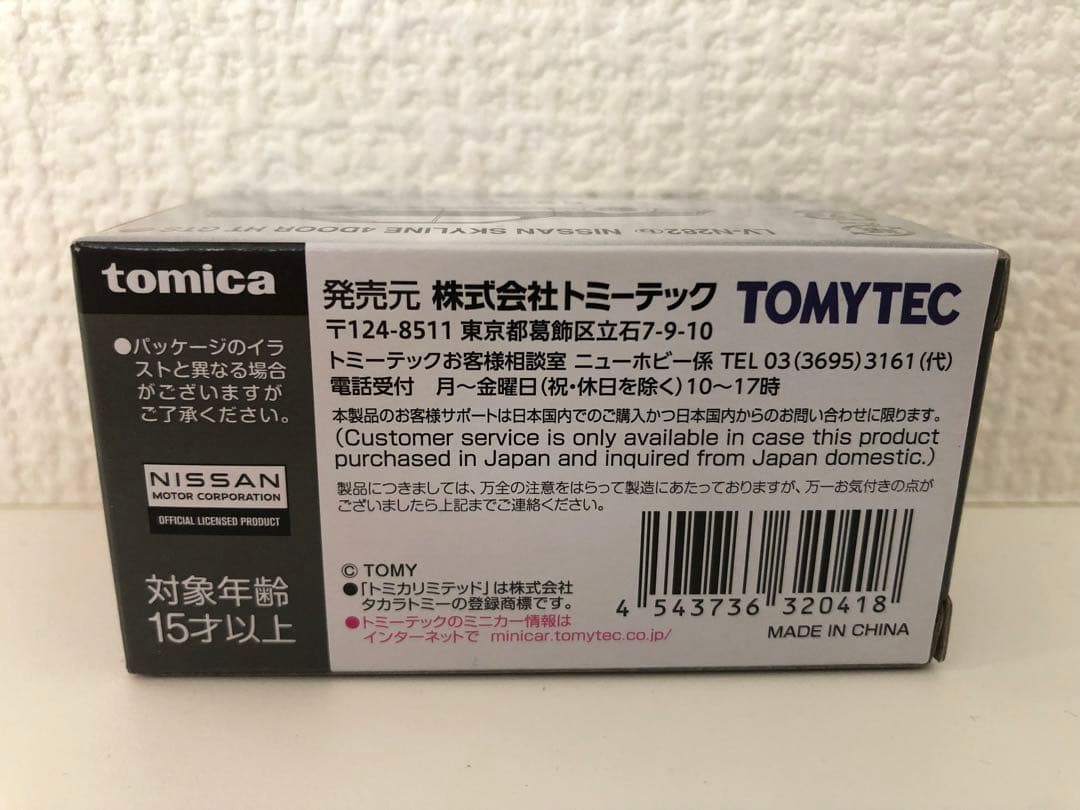 LV-N282 NISSAN SKYLINE 4DOOR HT GTS
tomica
●パッケージのイラ
ストと異なる場合
がございますが
ご了承ください。
NISSAN
MOTOR CORPORATION
OFFICIAL LICENSED PRODUCT
対象年齢
15才以上
発売元 株式会社トミーテック TOMYTEC
〒124-8511 東京都葛飾区立石7-9-10
トミーテックお客様相談室 ニューホビー係 TEL 03(3695)3161(代)
電話受付 月～金曜日(祝・休日を除く)10～17時
本製品のお客様サポートは日本国内でのご購入かつ日本国内からのお問い合わせに限ります。
(Customer service is only available in case this product
purchased in Japan and inquired from Japan domestic.)
製品につきましては、万全の注意をはらって製造にあたっておりますが、万一お気付きの点が
ございましたら上記までご連絡ください。
© TOMY
●「トミカリミテッド」は株式会社
タカラトミーの登録商標です。
●トミーテックのミニカー情報は
インターネットで minicar.tomytec.co.jp/
4 543736 320418
MADE IN CHINA